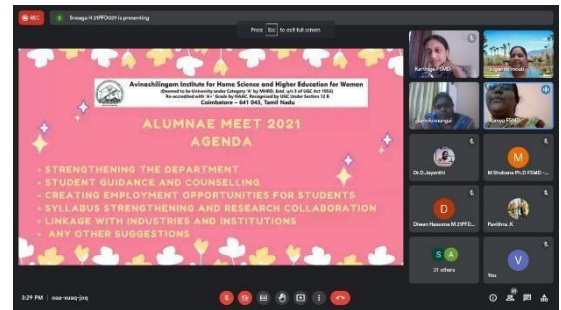 REC
Sneaga H 21PFD029 is presenting
Press Esc to exit full screen
Avinashilingam Institute for Home Science and Higher Education for Women
(Deemed to be University under Category 'A' by MHRD, Estd. u/s 3 of UGC Act 1956)
Re-accredited with 'A+' Grade by NAAC. Recognised by UGC Under Section 12 B
Coimbatore – 641 043, Tamil Nadu
ALUMNAE MEET 2021
AGENDA
• STRENGTHENING THE DEPARTMENT
• STUDENT GUIDANCE AND COUNSELLING
• CREATING EMPLOYMENT OPPORTUNITIES FOR STUDENTS
• SYLLABUS STRENGTHENING AND RESEARCH COLLABORATION
• LINKAGE WITH INDUSTRIES AND INSTITUTIONS
• ANY OTHER SUGGESTIONS
Karthiga FSMD
Dr.D.Jayanthi
M
M Shabana Ph.D FSMD-...
D
Diwan Haseena M 21PFD...
Pavithra .K
S A
31 others
V
You
3:29 PM
41